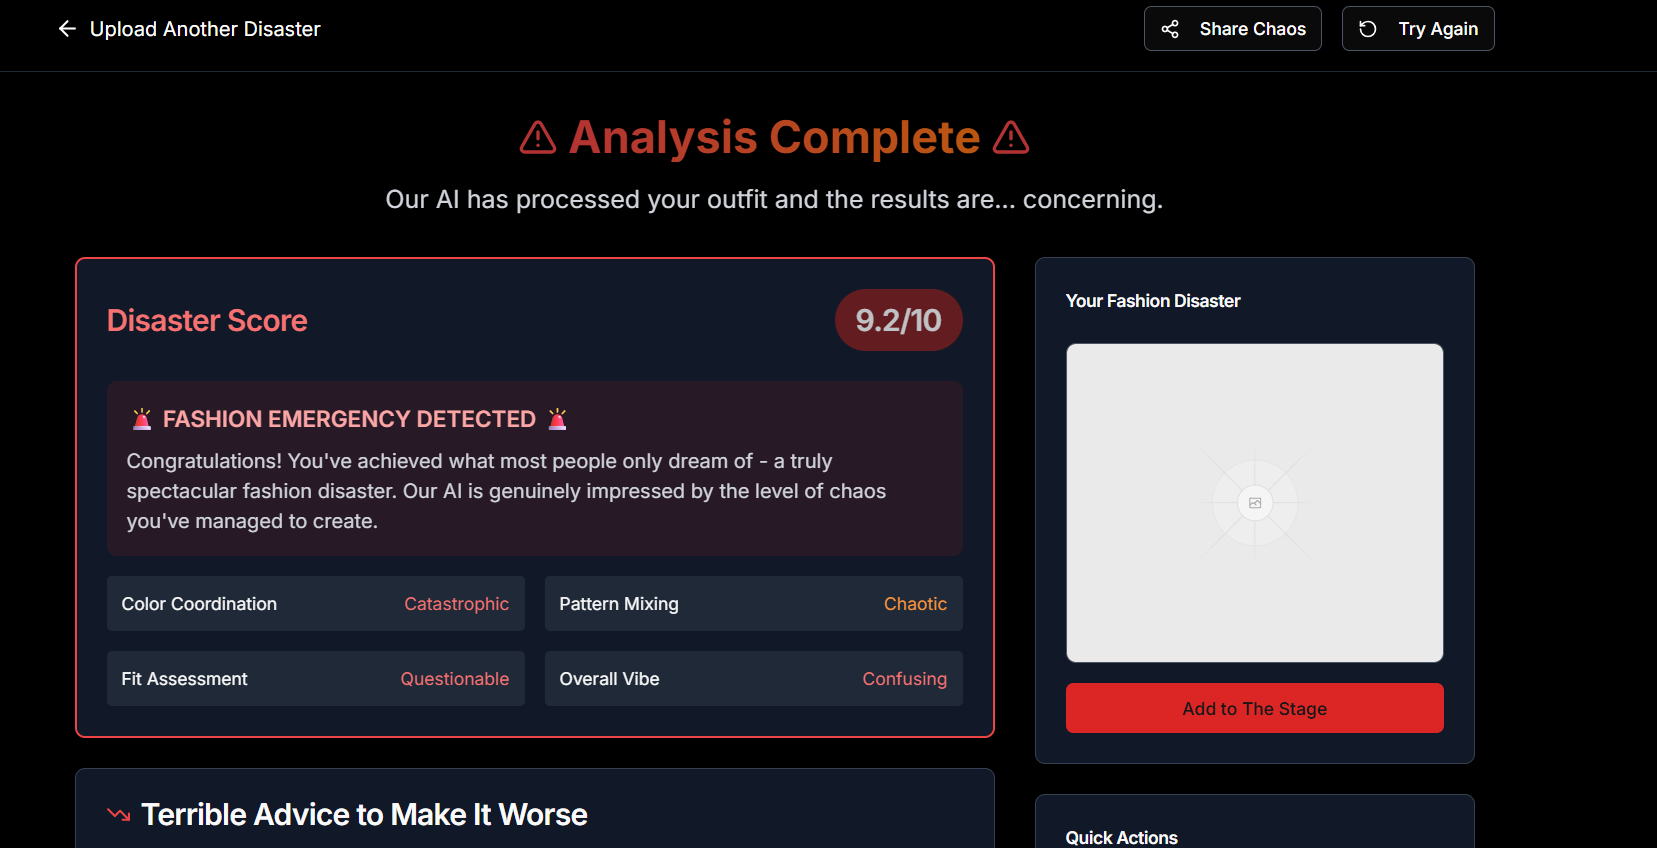 Upload Another Disaster
Share Chaos
Try Again
Analysis Complete
Our AI has processed your outfit and the results are... concerning.
Disaster Score
9.2/10
🚨 FASHION EMERGENCY DETECTED 🚨
Congratulations! You've achieved what most people only dream of - a truly
spectacular fashion disaster. Our AI is genuinely impressed by the level of chaos
you've managed to create.
Color Coordination
Catastrophic
Pattern Mixing
Chaotic
Fit Assessment
Questionable
Overall Vibe
Confusing
Terrible Advice to Make It Worse
Your Fashion Disaster
Add to The Stage
Quick Actions